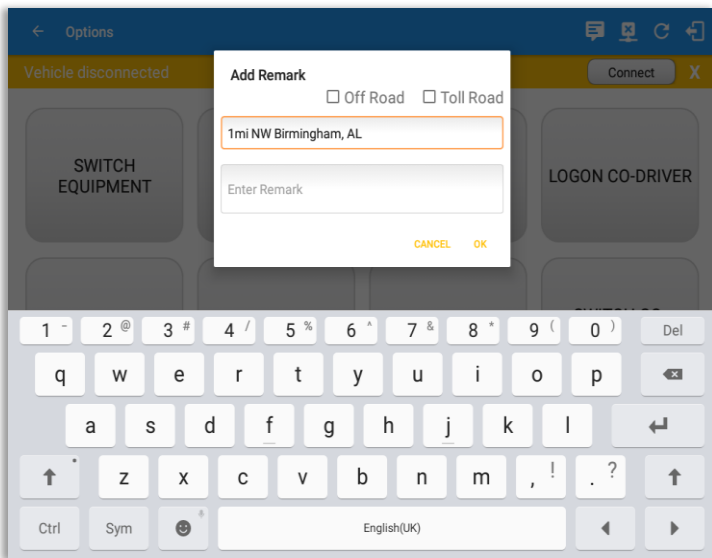 Options
Vehicle disconnected
Connect X
Add Remark
Off Road Toll Road
1mi NW Birmingham, AL
Enter Remark
CANCEL OK
SWITCH
EQUIPMENT
LOGON CO-DRIVER
1 - 2 @ 3 # 4 / 5 % 6 ^ 7 & 8 * 9 ( 0 ) Del
q w e r t y u i o p
a s d f g h j k l
z x c v b n m , ! . ?
Ctrl Sym English(UK)